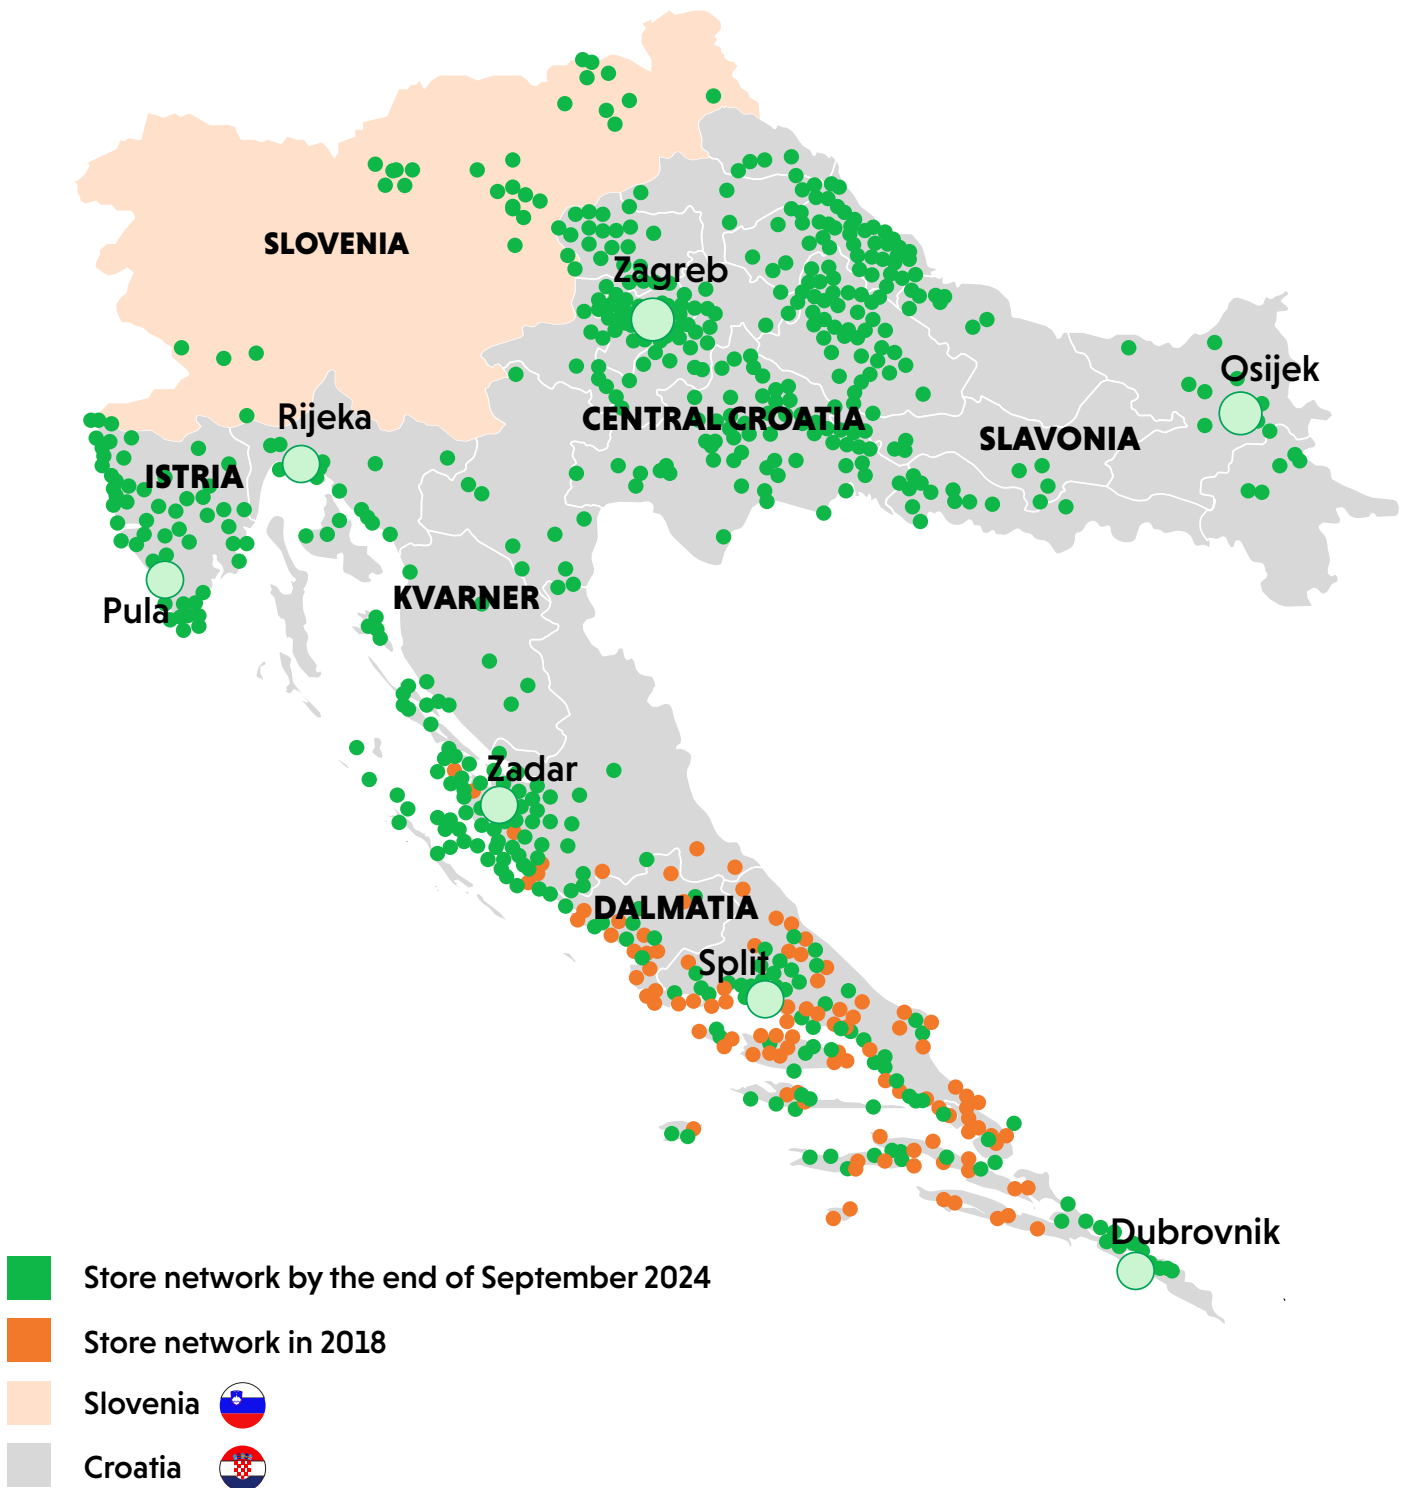 SLOVENIA
Zagreb
Osijek
Rijeka
CENTRAL CROATIA
SLAVONIA
ISTRIA
KVARNER
Pula
Zadar
DALMATIA
Split
Dubrovnik
Store network by the end of September 2024
Store network in 2018
Slovenia
Croatia